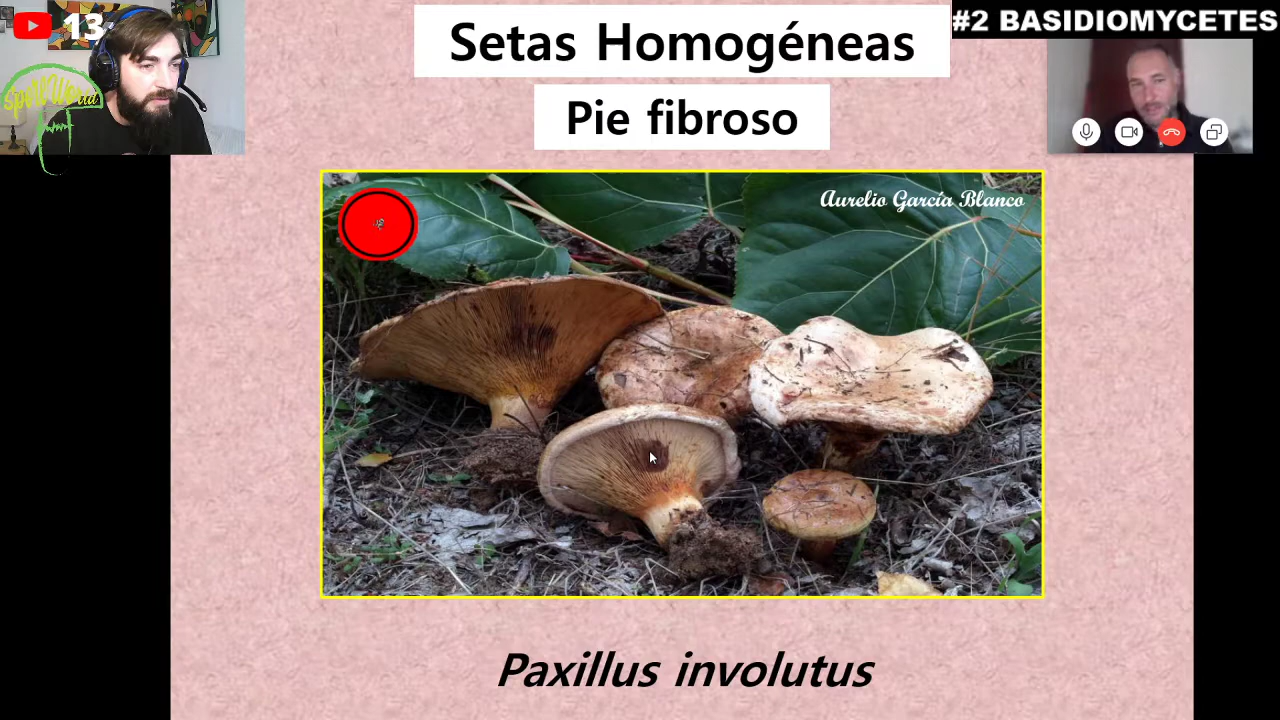 13
Setas Homogéneas
#2 BASIDIOMYCETES
Pie fibroso
Aurelio García Blanco
Paxillus involutus